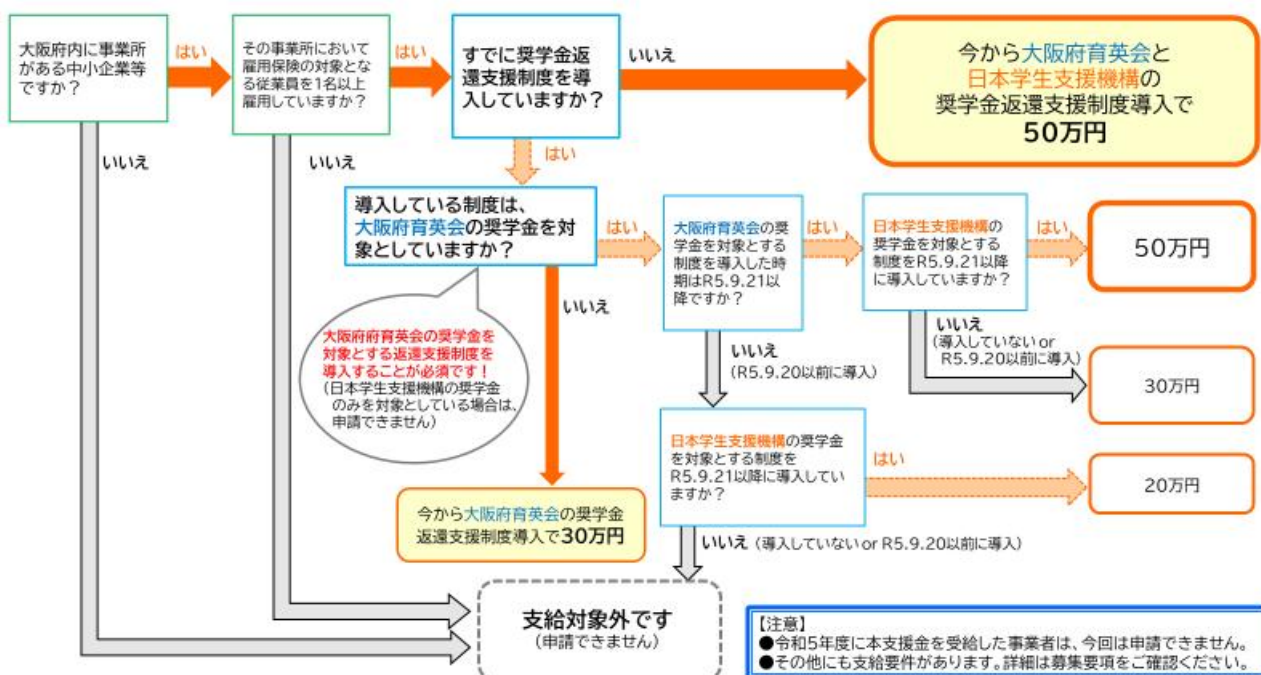 大阪府内に事業所
がある中小企業等
ですか？
はい
その事業所において
雇用保険の対象とな
る従業員を1名以上
雇用していますか？
はい
すでに奨学金返
還支援制度を導
入していますか？
いいえ
今から大阪府育英会と
日本学生支援機構の
奨学金返還支援制度導入で
50万円
いいえ
いいえ
はい
導入している制度は、
大阪府育英会の奨学金を対
象としていますか？
はい
大阪府育英会の奨
学金を対象とする
制度を導入した時
期はR5.9.21以
降ですか？
はい
日本学生支援機構の
奨学金を対象とする
制度をR5.9.21以降
に導入していますか？
はい
50万円
いいえ
大阪府府育英会の奨学金を
対象とする返還支援制度を
導入することが必須です！
（日本学生支援機構の奨学金
のみを対象としている場合は、
申請できません）
いいえ
（R5.9.20以前に導入）
いいえ
（導入していない or
R5.9.20以前に導入）
30万円
日本学生支援機構の奨学金
を対象とする制度を
R5.9.21以降に導入してい
ますか？
はい
20万円
今から大阪府育英会の奨学金
返還支援制度導入で30万円
いいえ（導入していない or R5.9.20以前に導入）
支給対象外です
（申請できません）
【注意】
●令和5年度に本支援金を受給した事業者は、今回は申請できません。
●その他にも支給要件があります。詳細は募集要項をご確認ください。